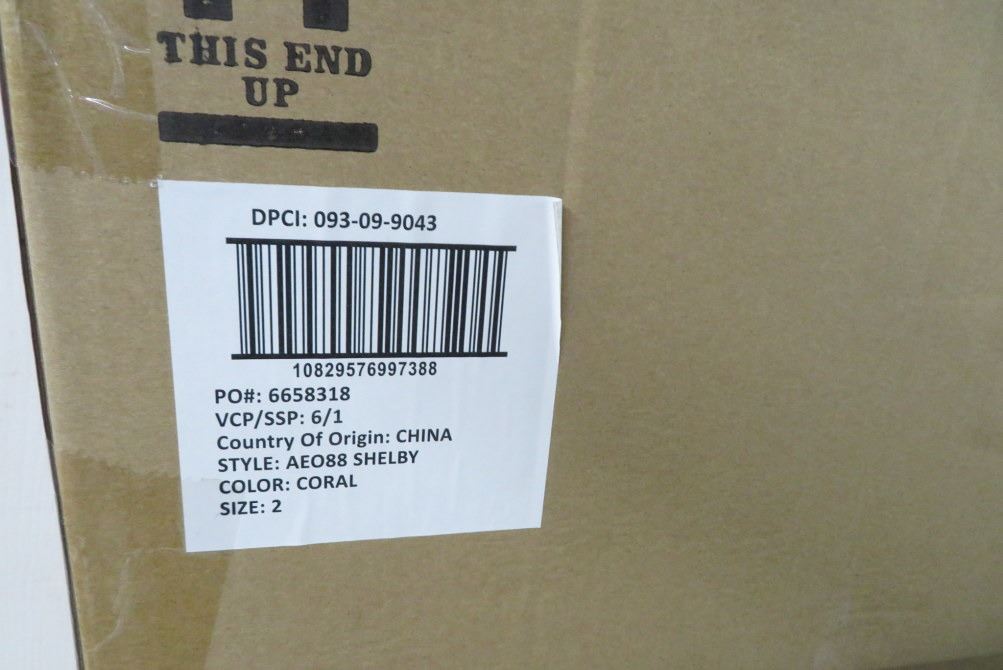 THIS END
UP
DPCI: 093-09-9043
10829576997388
PO#: 6658318
VCP/SSP: 6/1
Country Of Origin: CHINA
STYLE: AEO88 SHELBY
COLOR: CORAL
SIZE: 2